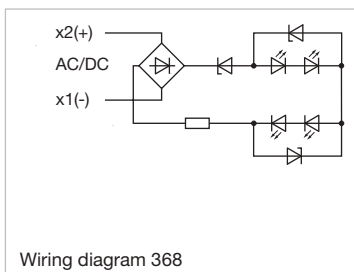 x2(+)
AC/DC
x1(-)
Wiring diagram 368